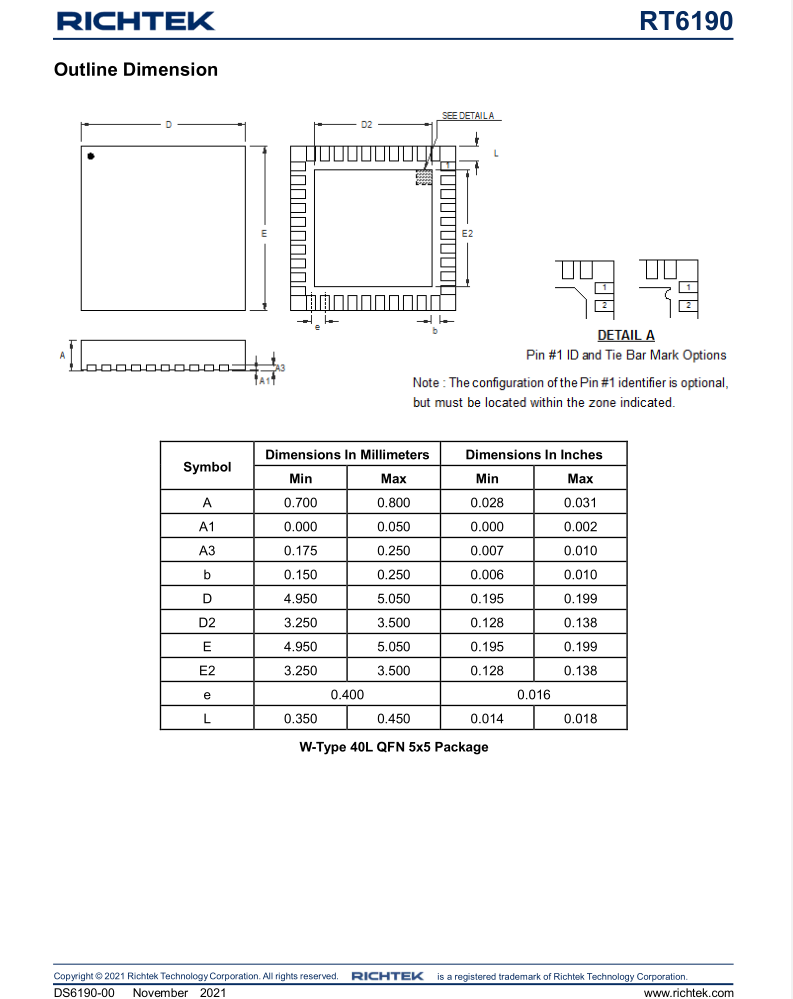 RICHTEK
RT6190
Outline Dimension
D
D2
SEE DETAIL A
L
1
E
E2
e
b
A
A3
A1
1
2
1
2
DETAIL A
Pin #1 ID and Tie Bar Mark Options
Note : The configuration of the Pin #1 identifier is optional,
but must be located within the zone indicated.
Symbol Dimensions In Millimeters Dimensions In Inches
Min Max Min Max
A 0.700 0.800 0.028 0.031
A1 0.000 0.050 0.000 0.002
A3 0.175 0.250 0.007 0.010
b 0.150 0.250 0.006 0.010
D 4.950 5.050 0.195 0.199
D2 3.250 3.500 0.128 0.138
E 4.950 5.050 0.195 0.199
E2 3.250 3.500 0.128 0.138
e 0.400 0.016
L 0.350 0.450 0.014 0.018
W-Type 40L QFN 5x5 Package
Copyright © 2021 Richtek Technology Corporation. All rights reserved. RICHTEK is a registered trademark of Richtek Technology Corporation.
DS6190-00 November 2021 www.richtek.com